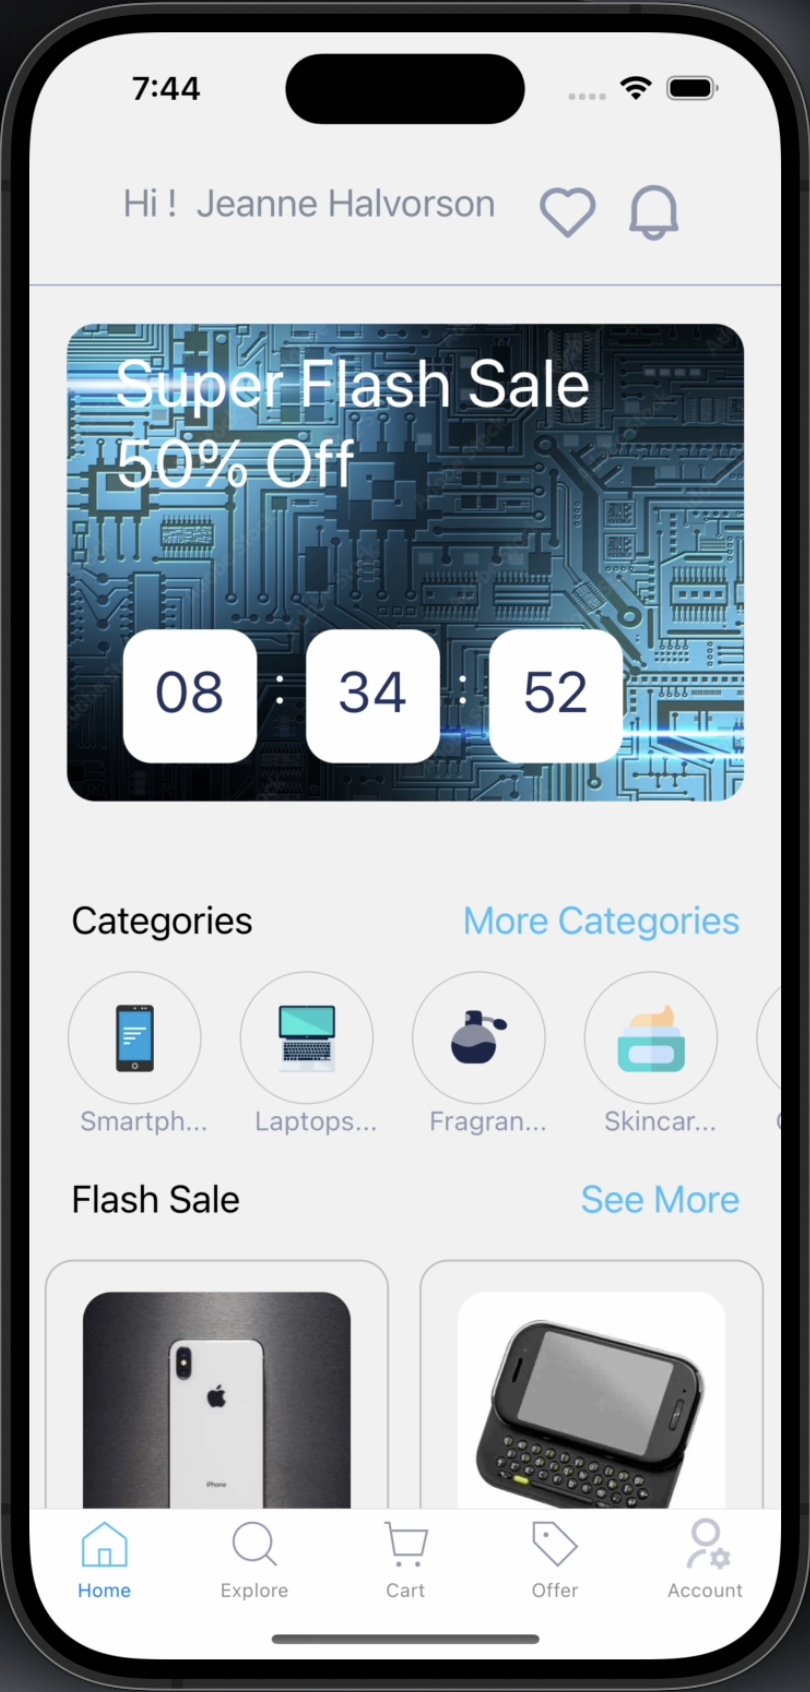 7:44
Hi ! Jeanne Halvorson
Super Flash Sale
50% Off
08 : 34 : 52
Categories
More Categories
Smartph...
Laptops...
Fragran...
Skincar...
Flash Sale
See More
iPhone
Home
Explore
Cart
Offer
Account